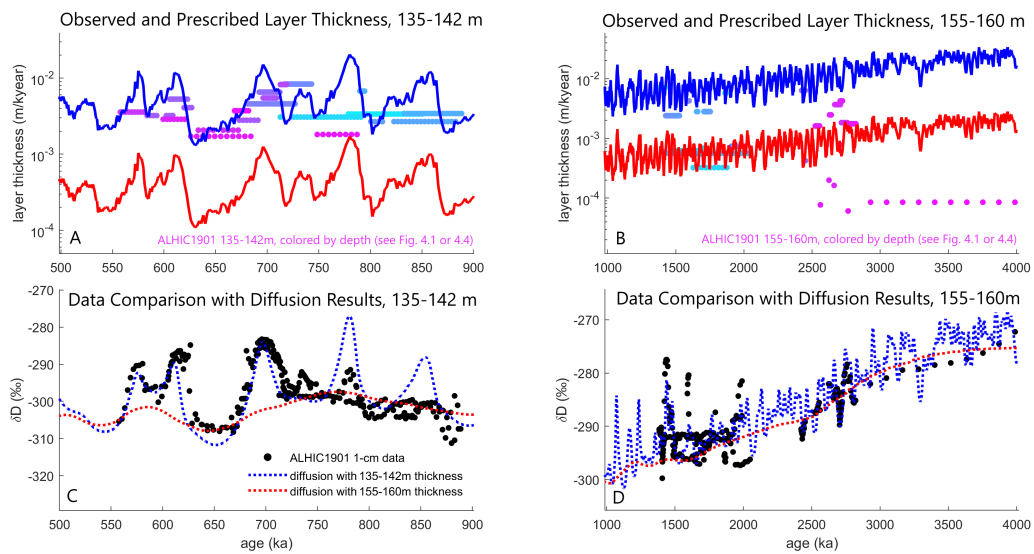 Observed and Prescribed Layer Thickness, 135-142 m
layer thickness (m/kyear)
10⁻²
10⁻³
10⁻⁴
A
ALHIC1901 135-142m, colored by depth (see Fig. 4.1 or 4.4)
500 550 600 650 700 750 800 850 900
Observed and Prescribed Layer Thickness, 155-160 m
layer thickness (m/kyear)
10⁻²
10⁻³
10⁻⁴
B
ALHIC1901 155-160m, colored by depth (see Fig. 4.1 or 4.4)
1000 1500 2000 2500 3000 3500 4000
Data Comparison with Diffusion Results, 135-142 m
δD (‰)
-270
-280
-290
-300
-310
-320
C
ALHIC1901 1-cm data
diffusion with 135-142m thickness
diffusion with 155-160m thickness
500 550 600 650 700 750 800 850 900
age (ka)
Data Comparison with Diffusion Results, 155-160m
δD (‰)
-270
-280
-290
-300
D
1000 1500 2000 2500 3000 3500 4000
age (ka)